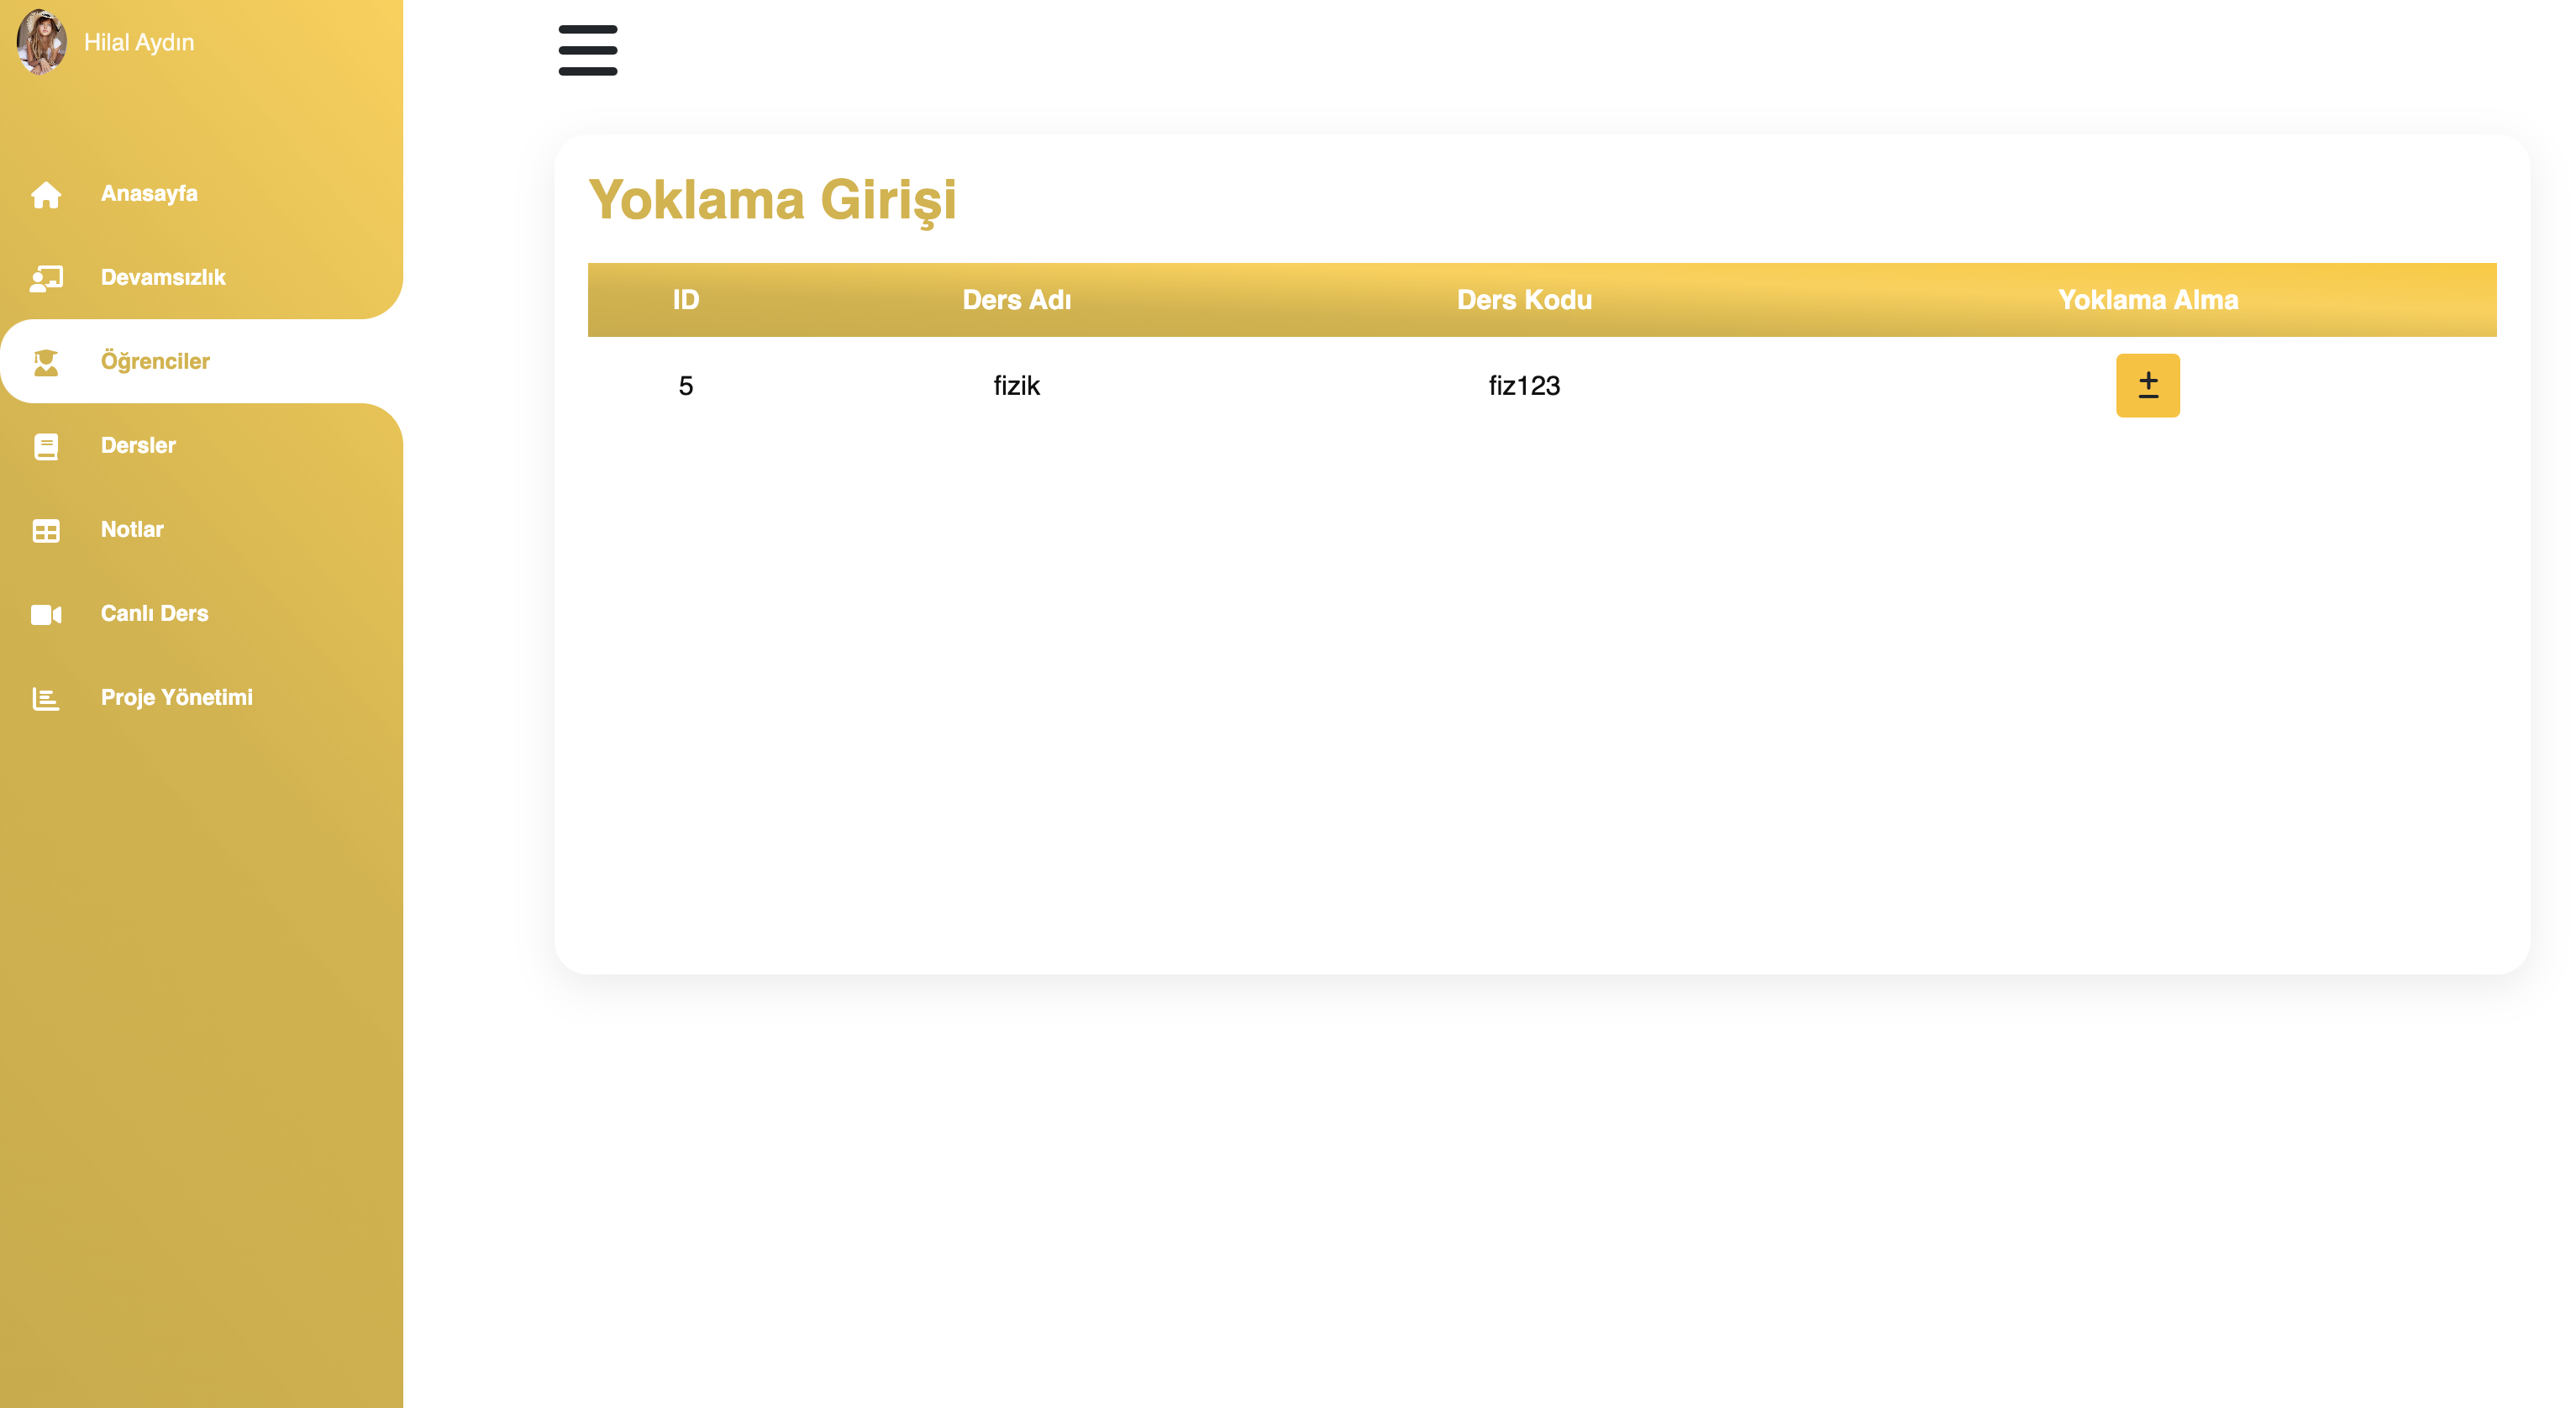 Hilal Aydın
Anasayfa
Devamsızlık
Öğrenciler
Dersler
Notlar
Canlı Ders
Proje Yönetimi
Yoklama Girişi
ID Ders Adı Ders Kodu Yoklama Alma
5 fizik fiz123